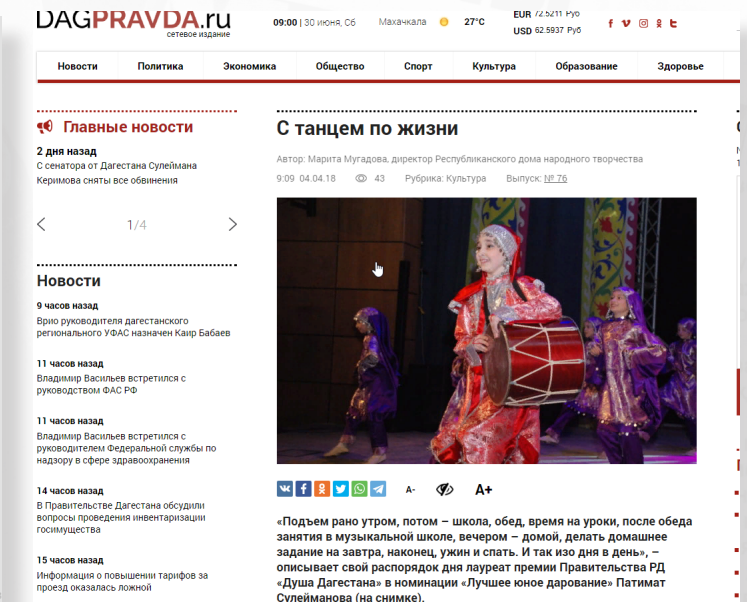 DAGPRAVDA.ru
сетевое издание
09:00 | 30 июня, Сб
Махачкала
27°C
EUR 72.5211 Руб
USD 62.5937 Руб
Новости
Политика
Экономика
Общество
Спорт
Культура
Образование
Здоровье
Главные новости
2 дня назад
С сенатора от Дагестана Сулеймана
Керимова сняты все обвинения
1/4
Новости
9 часов назад
Врио руководителя дагестанского
регионального УФАС назначен Каир Бабаев
11 часов назад
Владимир Васильев встретился с
руководством ФАС РФ
11 часов назад
Владимир Васильев встретился с
руководителем Федеральной службы по
надзору в сфере здравоохранения
14 часов назад
В Правительстве Дагестана обсудили
вопросы проведения инвентаризации
госимущества
15 часов назад
Информация о повышении тарифов за
проезд оказалась ложной
С танцем по жизни
Автор: Марита Мугадова, директор Республиканского дома народного творчества
9:09 04.04.18 43 Рубрика: Культура Выпуск: № 76
А- А+
«Подъем рано утром, потом – школа, обед, время на уроки, после обеда
занятия в музыкальной школе, вечером – домой, делать домашнее
задание на завтра, наконец, ужин и спать. И так изо дня в день», –
описывает свой распорядок дня лауреат премии Правительства РД
«Душа Дагестана» в номинации «Лучшее юное дарование» Патимат
Сулейманова (на снимке).